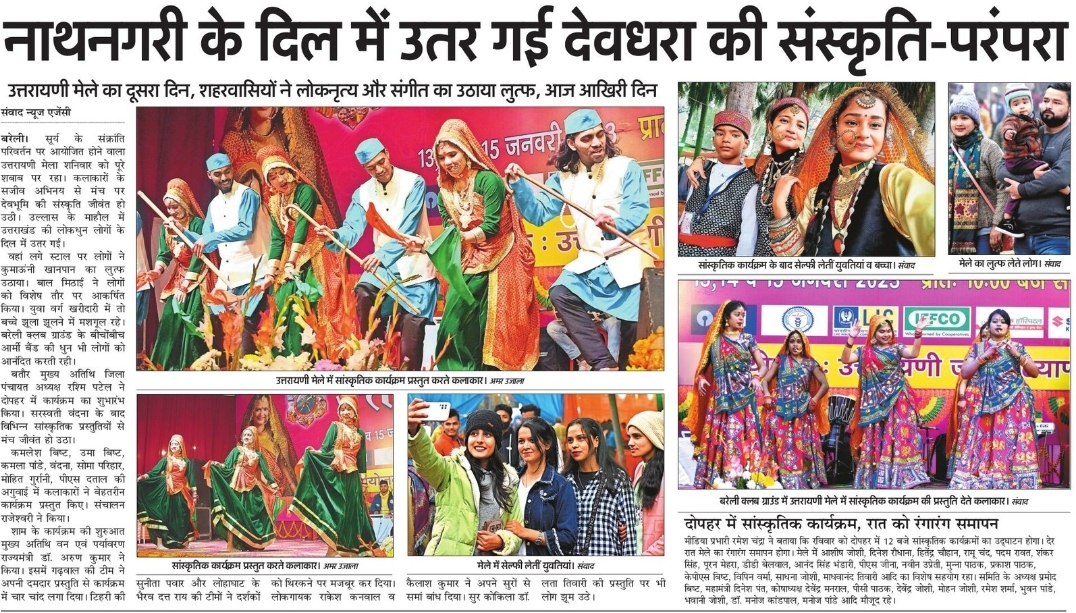 नाथनगरी के दिल में उतर गई देवधरा की संस्कृति-परंपरा
उत्तरायणी मेले का दूसरा दिन, शहरवासियों ने लोकनृत्य और संगीत का उठाया लुत्फ, आज आखिरी दिन
संवाद न्यूज एजेंसी
बरेली। सूर्य के संक्रांति
परिवर्तन पर आयोजित होने वाला
उत्तरायणी मेला शनिवार को पूरे
शबाब पर रहा। कलाकारों के
सजीव अभिनय से मंच पर
देवभूमि की संस्कृति जीवंत हो
उठी। उल्लास के माहौल में
उत्तराखंड की लोकधुन लोगों के
दिल में उतर गई।
वहां लगे स्टाल पर लोगों ने
कुमाऊंनी खानपान का लुत्फ
उठाया। बाल मिठाई ने लोगों
को विशेष तौर पर आकर्षित
किया। युवा वर्ग खरीदारी में तो
बच्चे झूला झूलने में मशगूल रहे।
बरेली क्लब ग्राउंड के बीचोंबीच
आर्मी बैंड की धुन भी लोगों को
आनंदित करती रही।
बतौर मुख्य अतिथि जिला
पंचायत अध्यक्ष रश्मि पटेल ने
दोपहर में कार्यक्रम का शुभारंभ
किया। सरस्वती वंदना के बाद
विभिन्न सांस्कृतिक प्रस्तुतियों से
मंच जीवंत हो उठा।
कमलेश बिष्ट, उमा बिष्ट,
कमला पांडे, वंदना, सोमा परिहार,
मोहित गुर्रानी, पीएस दताल की
अगुवाई में कलाकारों ने बेहतरीन
कार्यक्रम प्रस्तुत किए। संचालन
राजेश्वरी ने किया।
शाम के कार्यक्रम की शुरुआत
मुख्य अतिथि वन एवं पर्यावरण
राज्यमंत्री डॉ. अरुण कुमार ने
किया। इसमें गढ़वाल की टीम ने
अपनी दमदार प्रस्तुति से कार्यक्रम
में चार चांद लगा दिया। टिहरी की
सुनीता पवार और लोहाघाट के
भैरव दत्त राय की टीमों ने दर्शकों
को थिरकने पर मजबूर कर दिया।
लोकगायक राकेश कनवाल व
कैलाश कुमार ने अपने सुरों से
समां बांध दिया। सुर कोकिला डॉ.
लता तिवारी की प्रस्तुति पर भी
लोग झूम उठे।
13, 15 जनवरी
IFFCO
उत्तरायणी मेले में सांस्कृतिक कार्यक्रम प्रस्तुत करते कलाकार। अमर उजाला
सांस्कृतिक कार्यक्रम प्रस्तुत करते कलाकार। अमर उजाला
मेले में सेल्फी लेतीं युवतियां। संवाद
सांस्कृतिक कार्यक्रम के बाद सेल्फी लेतीं युवतियां व बच्चा। संवाद
मेले का लुत्फ लेते लोग। संवाद
13,14 व 15 जनवरी 2023 प्रातः 10:00 बजे से
LIC
IFFCO
बरेली क्लब ग्राउंड में उत्तरायणी मेले में सांस्कृतिक कार्यक्रम की प्रस्तुति देते कलाकार। संवाद
दोपहर में सांस्कृतिक कार्यक्रम, रात को रंगारंग समापन
मीडिया प्रभारी रमेश चंद्रा ने बताया कि रविवार को दोपहर में 12 बजे सांस्कृतिक कार्यक्रमों का उद्घाटन होगा। देर
रात मेले का रंगारंग समापन होगा। मेले में आशीष जोशी, दिनेश रौधाना, हितेंद्र चौहान, रामू चंद, पदम रावत, शंकर
सिंह, पूरन मेहरा, डीडी बेलवाल, आनंद सिंह भंडारी, पीएस जीना, नवीन उप्रेती, मुन्ना पाठक, प्रकाश पाठक,
केपीएस बिष्ट, विपिन वर्मा, साधना जोशी, माधवानंद तिवारी आदि का विशेष सहयोग रहा। समिति के अध्यक्ष प्रमोद
बिष्ट, महामंत्री दिनेश पंत, कोषाध्यक्ष देवेंद्र मनराल, पीसी पाठक, देवेंद्र जोशी, मोहन जोशी, रमेश शर्मा, भुवन पांडे,
भवानी जोशी, डॉ. मनोज कांडपाल, मनोज पांडे आदि मौजूद रहे।